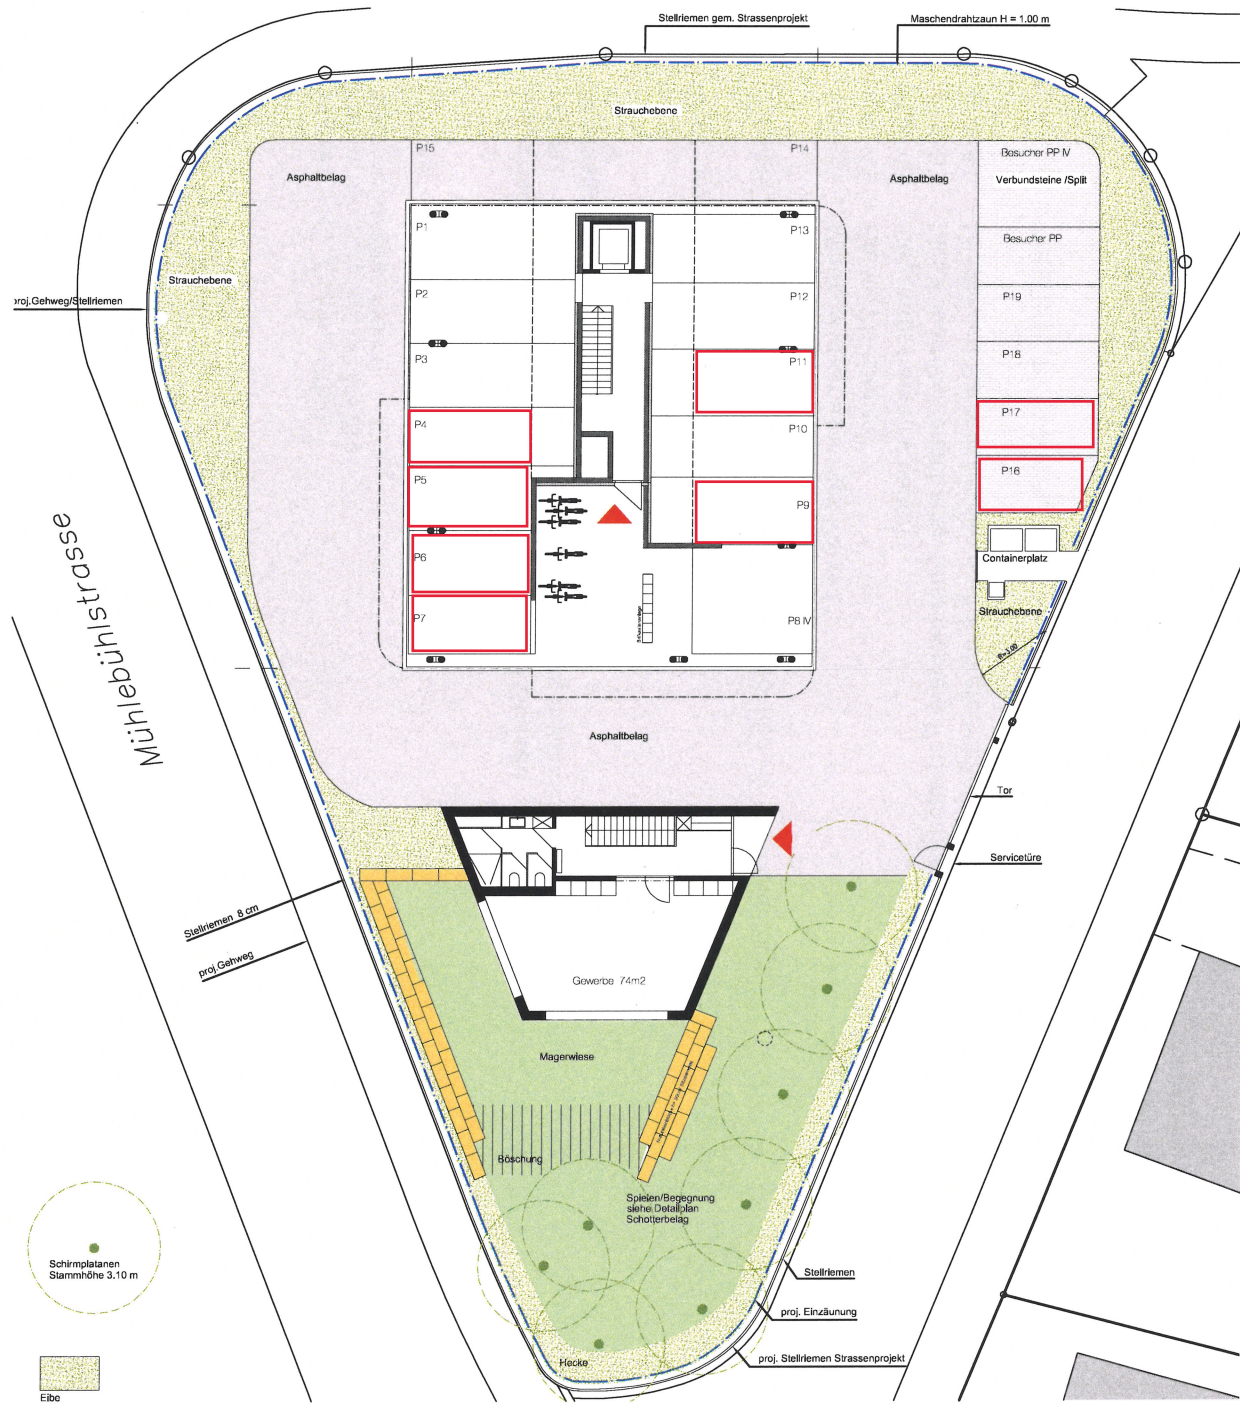 Stellriemen gem. Strassenprojekt
Maschendrahtzaun H = 1.00 m
Strauchebene
P15
P14
Besucher PP IV
Asphaltbelag
Asphaltbelag
Verbundsteine /Split
P1
P13
Besucher PP
Strauchebene
P2
P12
P19
proj.Gehweg/Stellriemen
P3
P11
P18
P4
P10
P17
P5
P9
P16
P6
Containerplatz
P7
P8 IV
Strauchebene
R=3.00
Mühlebühlstrasse
Asphaltbelag
Tor
Servicetüre
Stellriemen 8 cm
proj.Gehweg
Gewerbe 74m2
Magerwiese
Böschung
Spielen/Begegnung
siehe Detailplan
Schotterbelag
Schirmplatanen
Stammhöhe 3.10 m
Stellriemen
proj. Einzäunung
proj. Stellriemen Strassenprojekt
Hecke
Eibe